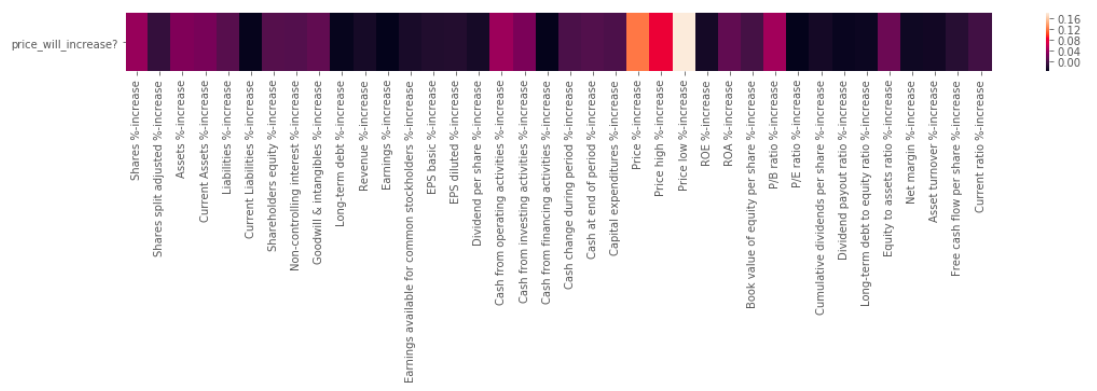 price_will_increase?
0.16
0.12
0.08
0.04
0.00
Shares %-increase
Shares split adjusted %-increase
Assets %-increase
Current Assets %-increase
Liabilities %-increase
Current Liabilities %-increase
Shareholders equity %-increase
Non-controlling interest %-increase
Goodwill & intangibles %-increase
Long-term debt %-increase
Revenue %-increase
Earnings %-increase
Earnings available for common stockholders %-increase
EPS basic %-increase
EPS diluted %-increase
Dividend per share %-increase
Cash from operating activities %-increase
Cash from investing activities %-increase
Cash from financing activities %-increase
Cash change during period %-increase
Cash at end of period %-increase
Capital expenditures %-increase
Price %-increase
Price high %-increase
Price low %-increase
ROE %-increase
ROA %-increase
Book value of equity per share %-increase
P/B ratio %-increase
P/E ratio %-increase
Cumulative dividends per share %-increase
Dividend payout ratio %-increase
Long-term debt to equity ratio %-increase
Equity to assets ratio %-increase
Net margin %-increase
Asset turnover %-increase
Free cash flow per share %-increase
Current ratio %-increase